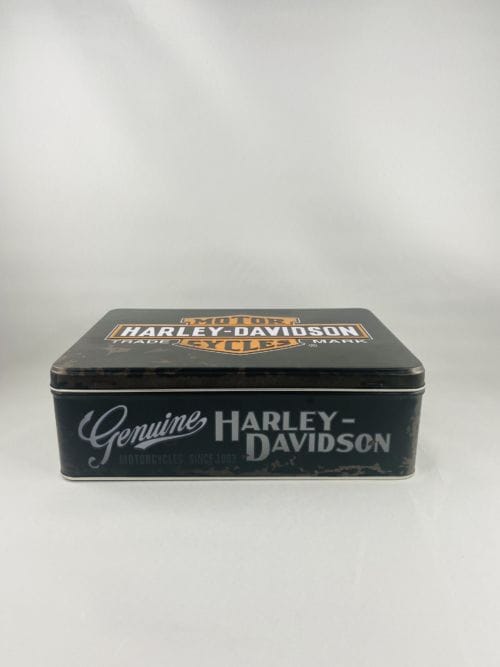 MOTOR
HARLEY-DAVIDSON
TRADE CYCLES MARK
®
Genuine HARLEY-
DAVIDSON
MOTORCYCLES SINCE 1903